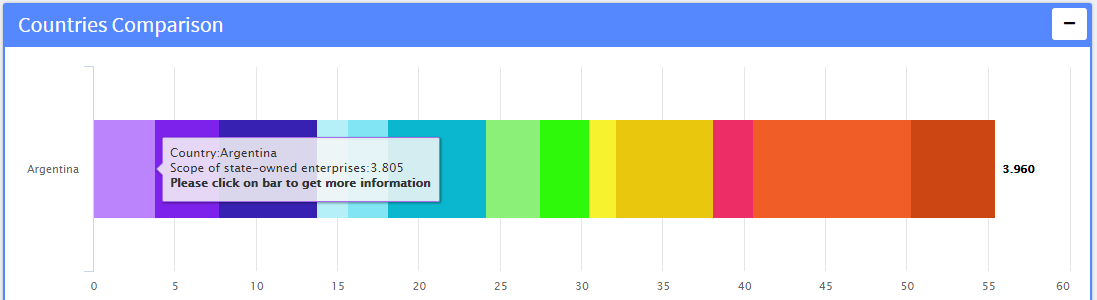 Countries Comparison
Country:Argentina
Scope of state-owned enterprises:3.805
Please click on bar to get more information
Argentina
3.960
0 5 10 15 20 25 30 35 40 45 50 55 60